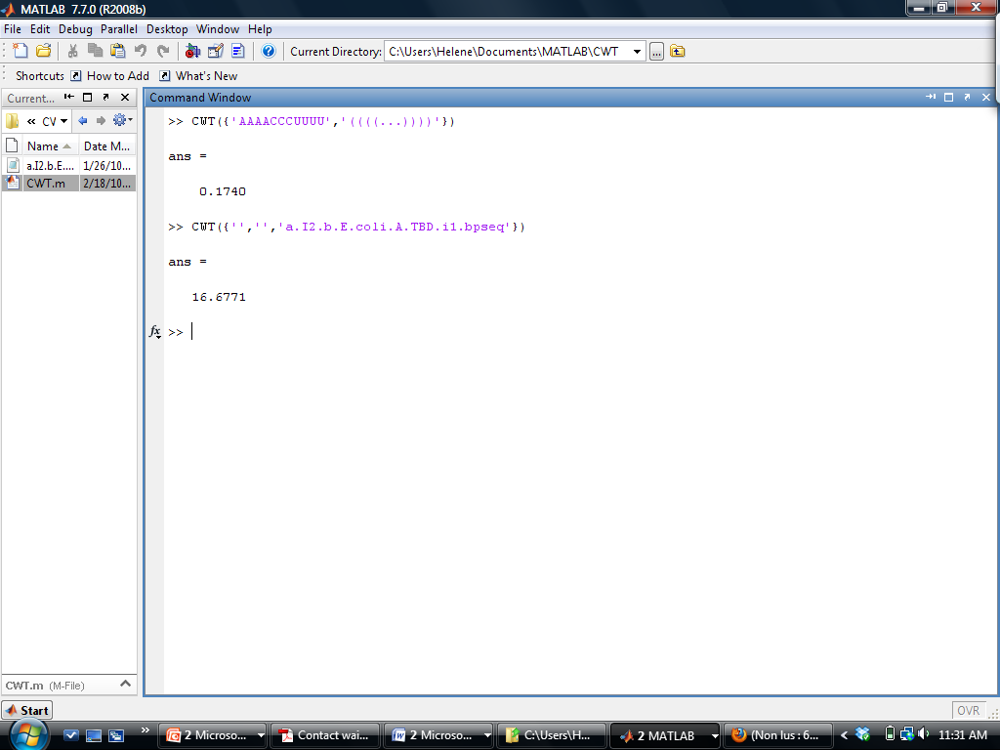 MATLAB 7.7.0 (R2008b)
File Edit Debug Parallel Desktop Window Help
Current Directory: C:\Users\Helene\Documents\MATLAB\CWT ...
Shortcuts How to Add What's New
Current... Command Window
« CV
Name Date M...
a.I2.b.E.... 1/26/10...
CWT.m 2/18/10...
>> CWT({'AAAACCCUUUU','((((...))))'})
ans =
0.1740
>> CWT({'','','a.I2.b.E.coli.A.TBD.i1.bpseq'})
ans =
16.6771
fx >>
CWT.m (M-File)
Start OVR
» 2 Microso... Contact wai... 2 Microso... C:\Users\H... 2 MATLAB (Non lus : 6... < 11:31 AM